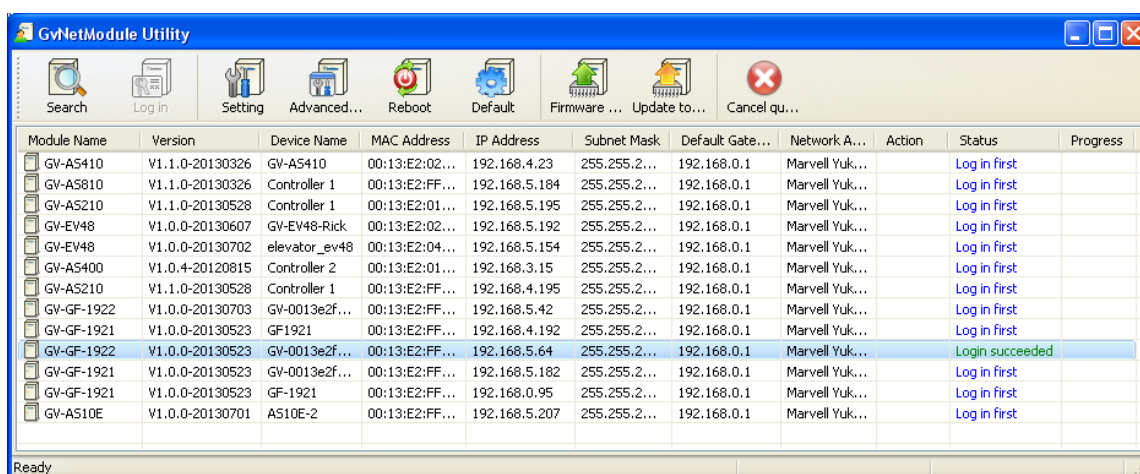 GvNetModule Utility
Search Log in Setting Advanced... Reboot Default Firmware ... Update to... Cancel qu...
Module Name Version Device Name MAC Address IP Address Subnet Mask Default Gate... Network A... Action Status Progress
GV-AS410 V1.1.0-20130326 GV-AS410 00:13:E2:02... 192.168.4.23 255.255.2... 192.168.0.1 Marvell Yuk... Log in first
GV-AS810 V1.1.0-20130326 Controller 1 00:13:E2:FF... 192.168.5.184 255.255.2... 192.168.0.1 Marvell Yuk... Log in first
GV-AS210 V1.1.0-20130528 Controller 1 00:13:E2:01... 192.168.5.195 255.255.2... 192.168.0.1 Marvell Yuk... Log in first
GV-EV48 V1.0.0-20130607 GV-EV48-Rick 00:13:E2:02... 192.168.5.192 255.255.2... 192.168.0.1 Marvell Yuk... Log in first
GV-EV48 V1.0.0-20130702 elevator_ev48 00:13:E2:04... 192.168.5.154 255.255.2... 192.168.0.1 Marvell Yuk... Log in first
GV-AS400 V1.0.4-20120815 Controller 2 00:13:E2:01... 192.168.3.15 255.255.2... 192.168.0.1 Marvell Yuk... Log in first
GV-AS210 V1.1.0-20130528 Controller 1 00:13:E2:FF... 192.168.4.195 255.255.2... 192.168.0.1 Marvell Yuk... Log in first
GV-GF-1922 V1.0.0-20130703 GV-0013e2f... 00:13:E2:FF... 192.168.5.42 255.255.2... 192.168.0.1 Marvell Yuk... Log in first
GV-GF-1921 V1.0.0-20130523 GF1921 00:13:E2:FF... 192.168.4.192 255.255.2... 192.168.0.1 Marvell Yuk... Log in first
GV-GF-1922 V1.0.0-20130523 GV-0013e2f... 00:13:E2:FF... 192.168.5.64 255.255.2... 192.168.0.1 Marvell Yuk... Login succeeded
GV-GF-1921 V1.0.0-20130523 GV-0013e2f... 00:13:E2:FF... 192.168.5.182 255.255.2... 192.168.0.1 Marvell Yuk... Log in first
GV-GF-1921 V1.0.0-20130523 GF-1921 00:13:E2:FF... 192.168.0.95 255.255.2... 192.168.0.1 Marvell Yuk... Log in first
GV-AS10E V1.0.0-20130701 AS10E-2 00:13:E2:FF... 192.168.5.207 255.255.2... 192.168.0.1 Marvell Yuk... Log in first
Ready